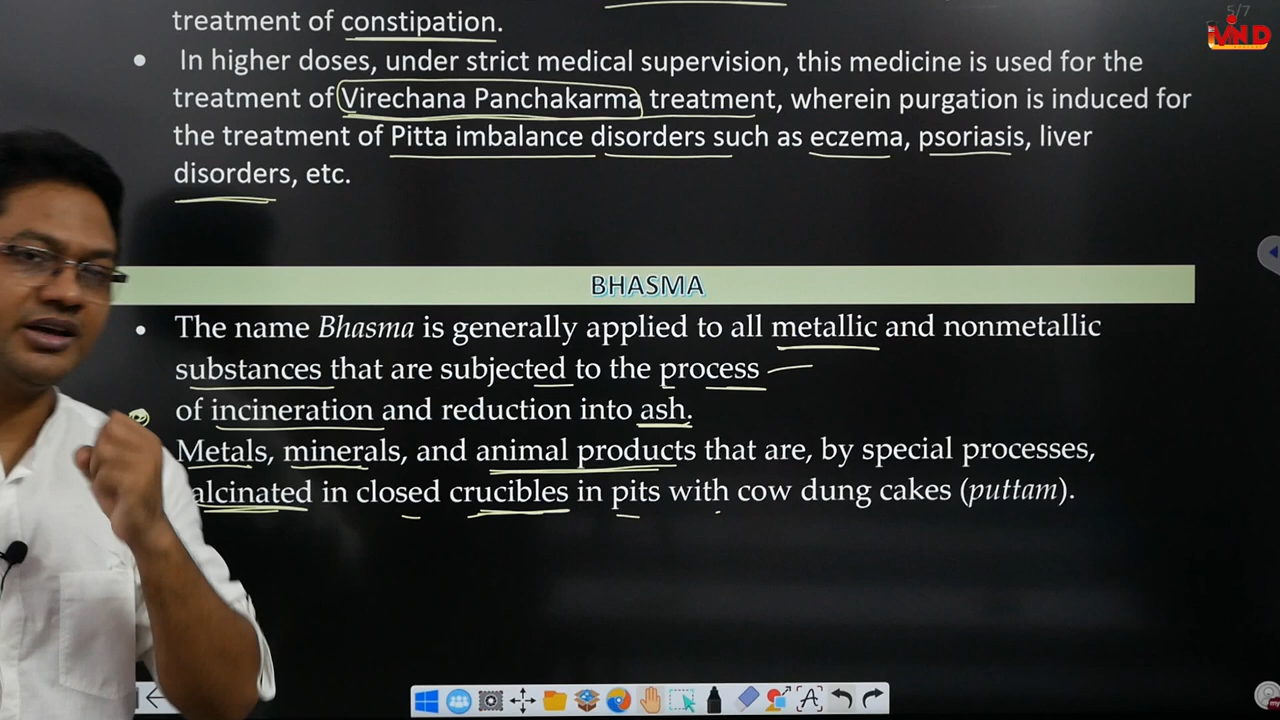 5/7
MIND
treatment of constipation.
• In higher doses, under strict medical supervision, this medicine is used for the
treatment of Virechana Panchakarma treatment, wherein purgation is induced for
the treatment of Pitta imbalance disorders such as eczema, psoriasis, liver
disorders, etc.
BHASMA
• The name Bhasma is generally applied to all metallic and nonmetallic
substances that are subjected to the process
of incineration and reduction into ash.
Metals, minerals, and animal products that are, by special processes,
alcinated in closed crucibles in pits with cow dung cakes (puttam).